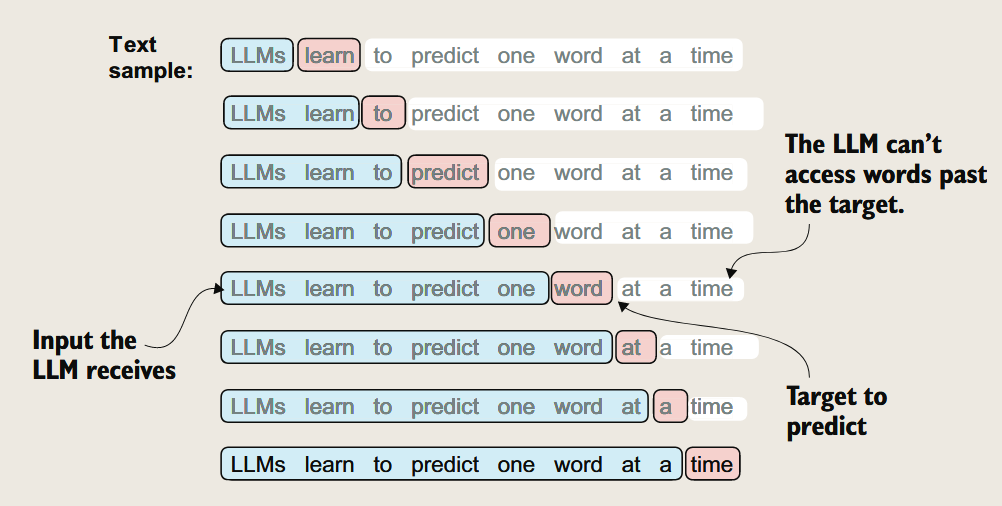 Text
sample:
LLMs learn to predict one word at a time
LLMs learn to predict one word at a time
The LLM can't
access words past
the target.
LLMs learn to predict one word at a time
LLMs learn to predict one word at a time
LLMs learn to predict one word at a time
Input the
LLM receives
LLMs learn to predict one word at a time
Target to
predict
LLMs learn to predict one word at a time
LLMs learn to predict one word at a time